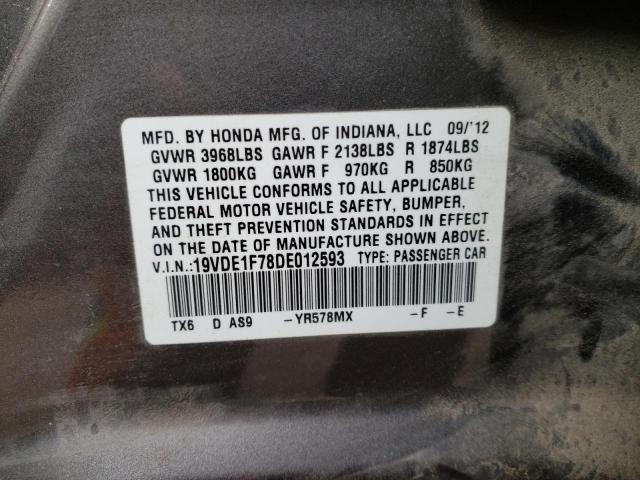 MFD. BY HONDA MFG. OF INDIANA, LLC 09/'12
GVWR 3968LBS GAWR F 2138LBS R 1874LBS
GVWR 1800KG GAWR F 970KG R 850KG
THIS VEHICLE CONFORMS TO ALL APPLICABLE
FEDERAL MOTOR VEHICLE SAFETY, BUMPER,
AND THEFT PREVENTION STANDARDS IN EFFECT
ON THE DATE OF MANUFACTURE SHOWN ABOVE.
V.I.N.:19VDE1F78DE012593 TYPE: PASSENGER CAR
TX6 D AS9 -YR578MX -F -E